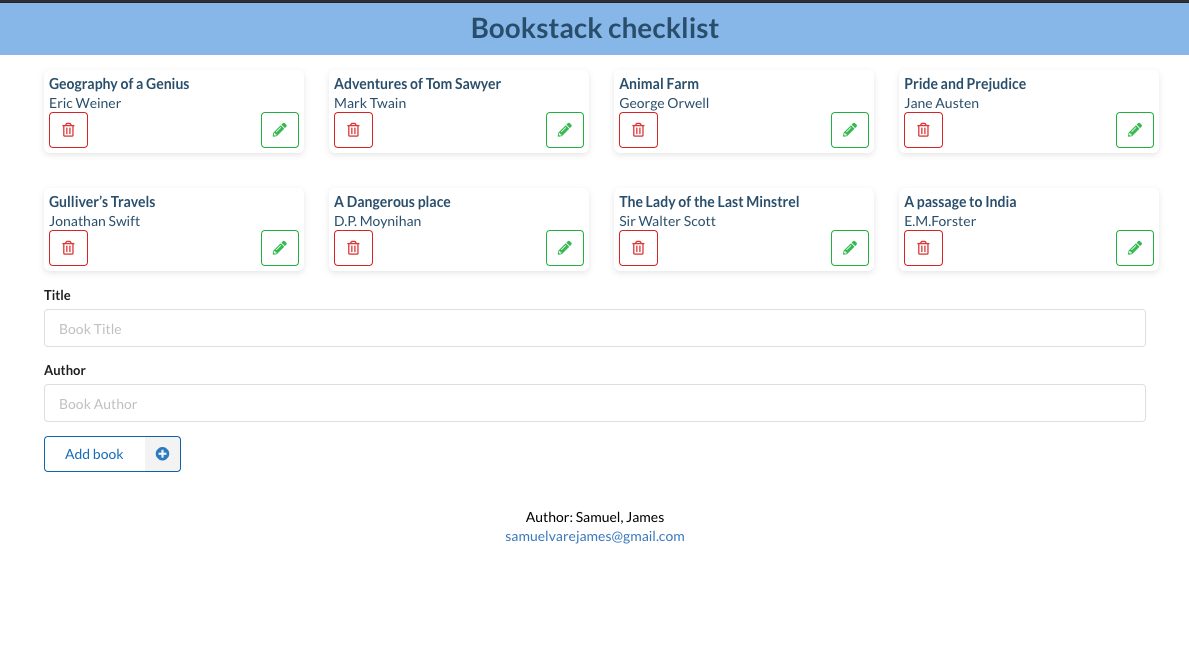 Bookstack checklist
Geography of a Genius
Eric Weiner
Adventures of Tom Sawyer
Mark Twain
Animal Farm
George Orwell
Pride and Prejudice
Jane Austen
Gulliver's Travels
Jonathan Swift
A Dangerous place
D.P. Moynihan
The Lady of the Last Minstrel
Sir Walter Scott
A passage to India
E.M.Forster
Title
Book Title
Author
Book Author
Add book
Author: Samuel, James
samuelvarejames@gmail.com